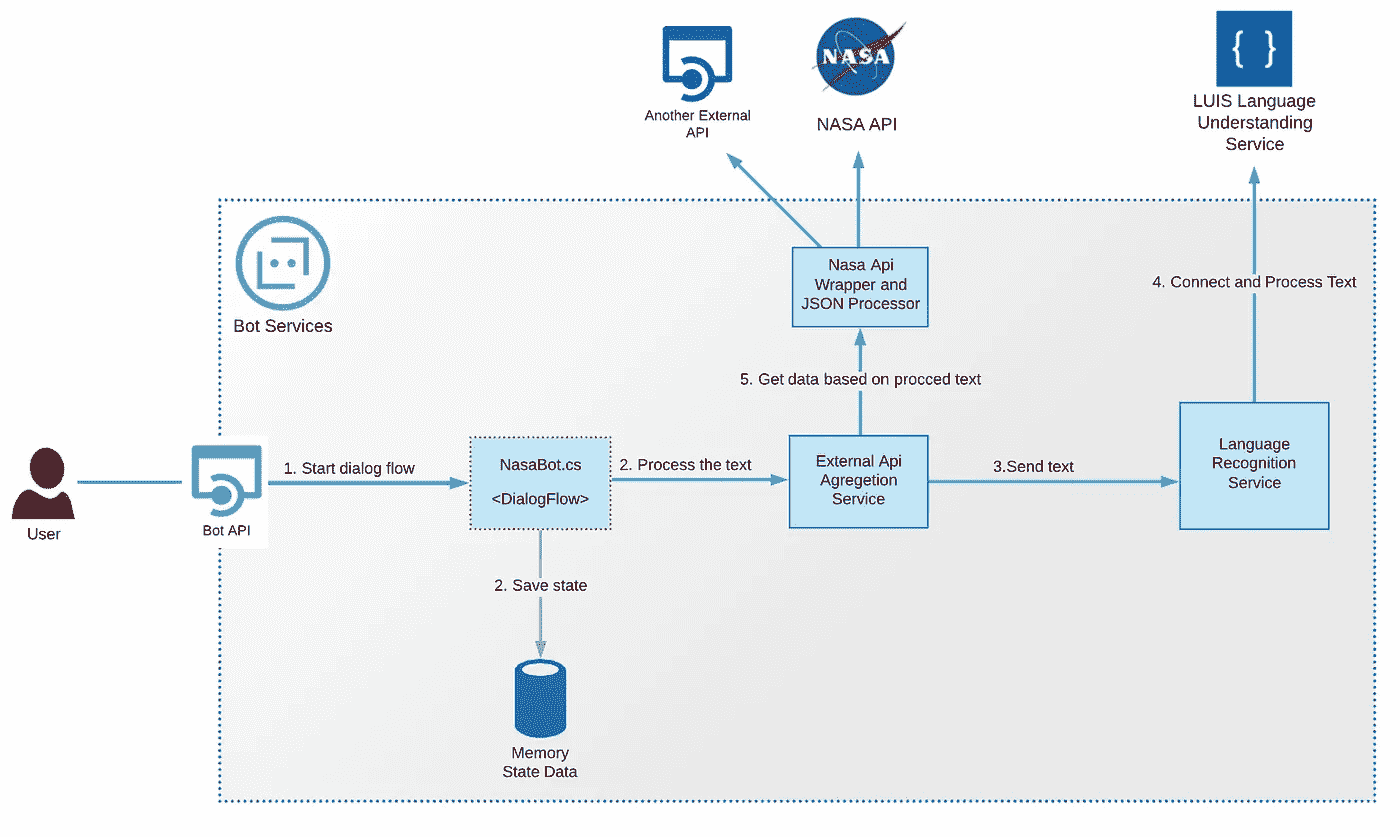 NASA
Another External
API
NASA API
LUIS Language
Understanding
Service
Bot Services
Nasa Api
Wrapper and
JSON Processor
4. Connect and Process Text
5. Get data based on procced text
User
Bot API
1. Start dialog flow
NasaBot.cs
<DialogFlow>
2. Process the text
External Api
Agregetion
Service
3.Send text
Language
Recognition
Service
2. Save state
Memory
State Data